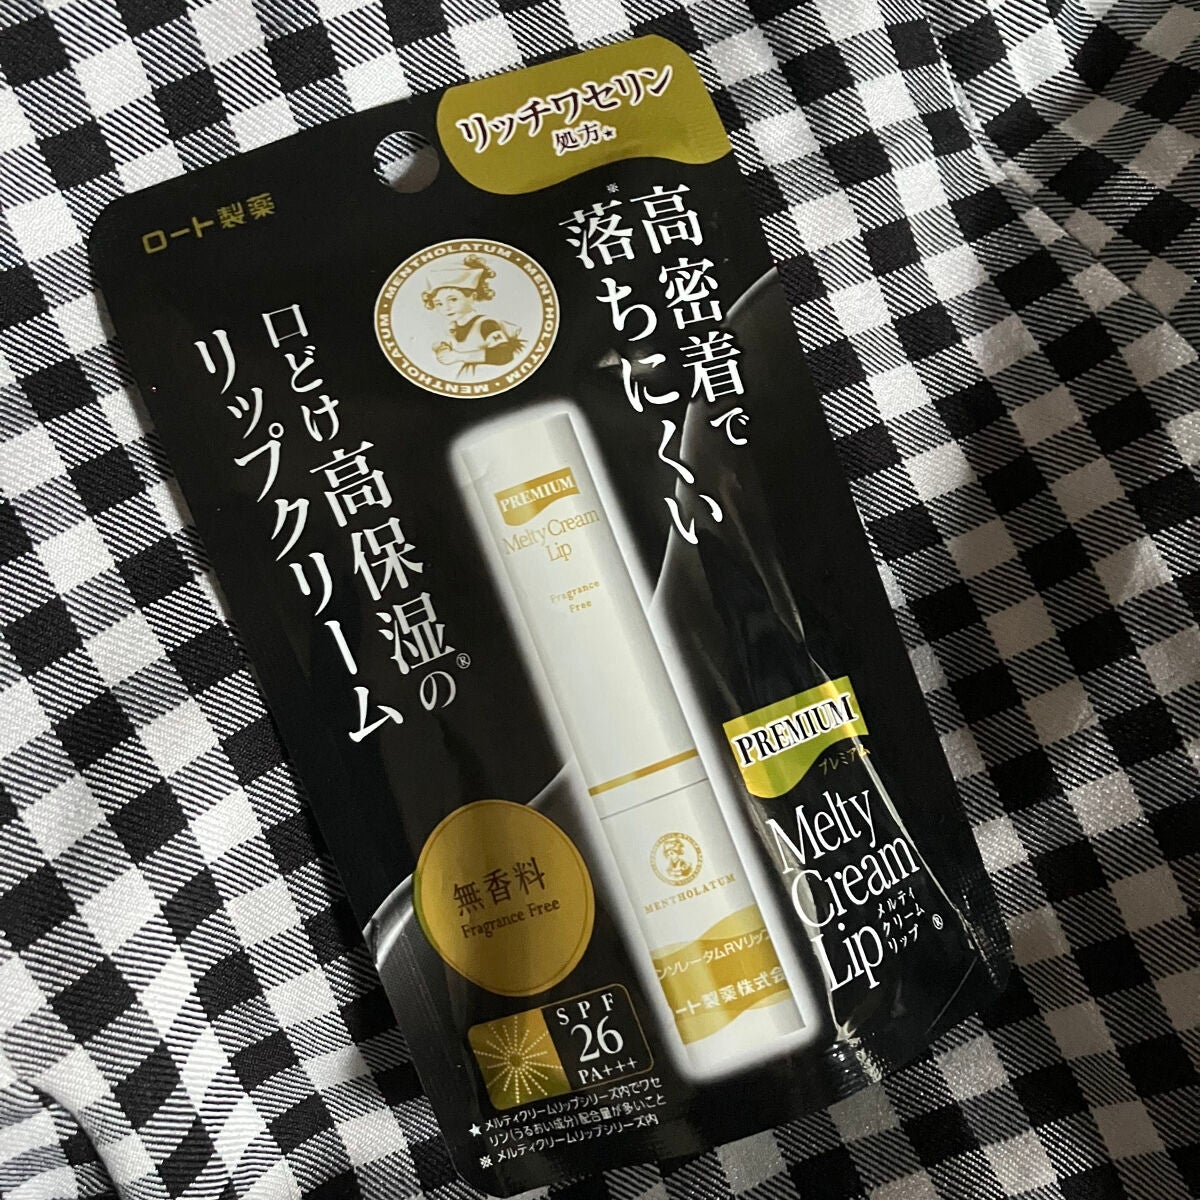 リッチワセリン
処方★
ロート製薬
MENTHOLATUM・MENTHOLATUM・MENTHOLATUM・
高密着で
※落ちにくい
口どけ高保湿の
リップクリーム®
PREMIUM
Melty Cream
Lip
Fragrance
Free
MENTHOLATUM
ンソレータムRVリップ
ート製薬株式会
無香料
Fragrance Free
SPF
26
PA+++
PREMIUM
プレミアム
Melty
Cream
Lip
メルティ
クリーム
リップ®
★メルティクリームリップシリーズ内でワセ
リン(うるおい成分)配合量が多いこと
※メルティクリームリップシリーズ内